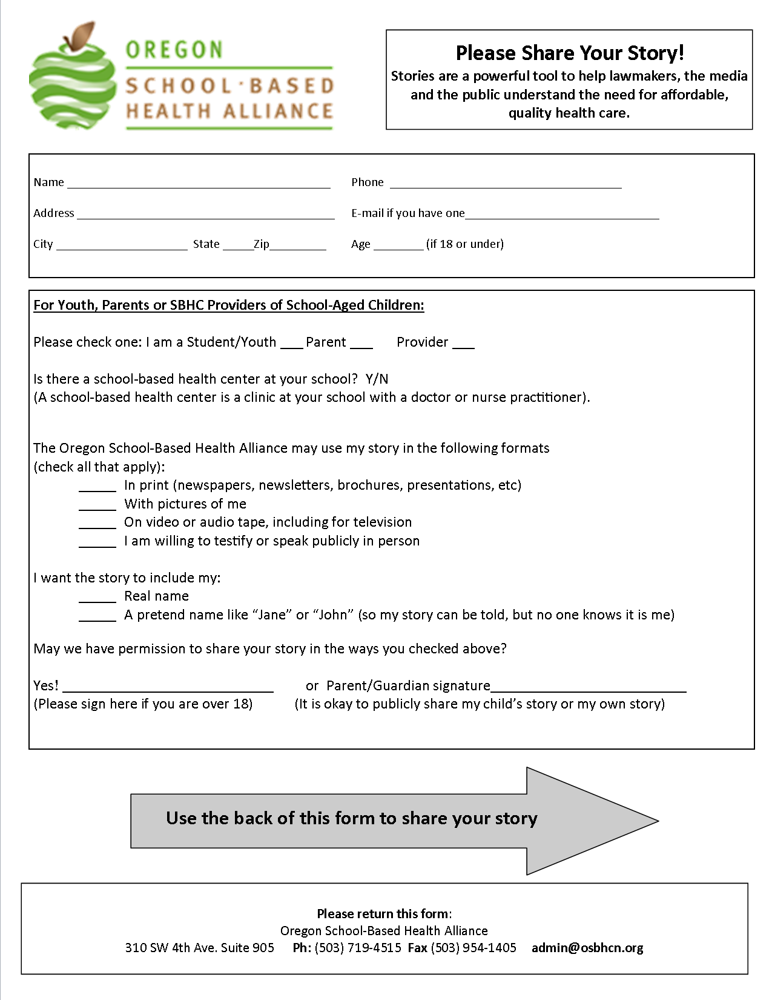 OREGON
SCHOOL·BASED
HEALTH ALLIANCE
Please Share Your Story!
Stories are a powerful tool to help lawmakers, the media
and the public understand the need for affordable,
quality health care.
Name ________________________________________ Phone ___________________________________
Address _______________________________________ E-mail if you have one_____________________________
City ____________________ State _____Zip_________ Age ________ (if 18 or under)
For Youth, Parents or SBHC Providers of School-Aged Children:
Please check one: I am a Student/Youth ___ Parent ___ Provider ___
Is there a school-based health center at your school? Y/N
(A school-based health center is a clinic at your school with a doctor or nurse practitioner).
The Oregon School-Based Health Alliance may use my story in the following formats
(check all that apply):
_____ In print (newspapers, newsletters, brochures, presentations, etc)
_____ With pictures of me
_____ On video or audio tape, including for television
_____ I am willing to testify or speak publicly in person
I want the story to include my:
_____ Real name
_____ A pretend name like “Jane” or “John” (so my story can be told, but no one knows it is me)
May we have permission to share your story in the ways you checked above?
Yes! ____________________________ or Parent/Guardian signature__________________________
(Please sign here if you are over 18) (It is okay to publicly share my child’s story or my own story)
Use the back of this form to share your story
Please return this form:
Oregon School-Based Health Alliance
310 SW 4th Ave. Suite 905 Ph: (503) 719-4515 Fax (503) 954-1405 admin@osbhcn.org